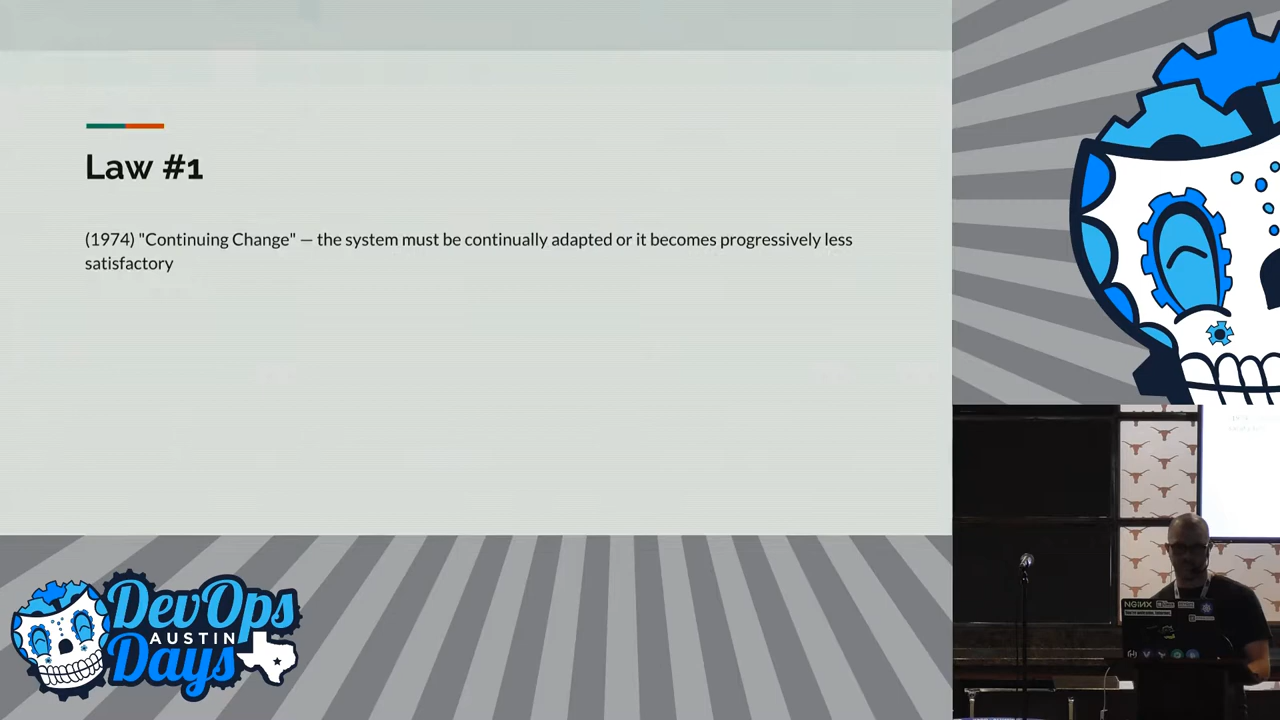 Law #1
(1974) "Continuing Change" — the system must be continually adapted or it becomes progressively less
satisfactory
DevOps
AUSTIN
Days
NGINX